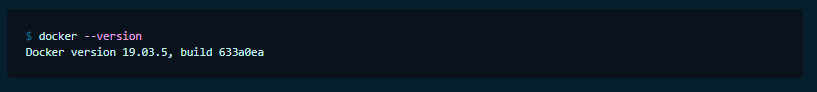 $ docker --version
Docker version 19.03.5, build 633a0ea